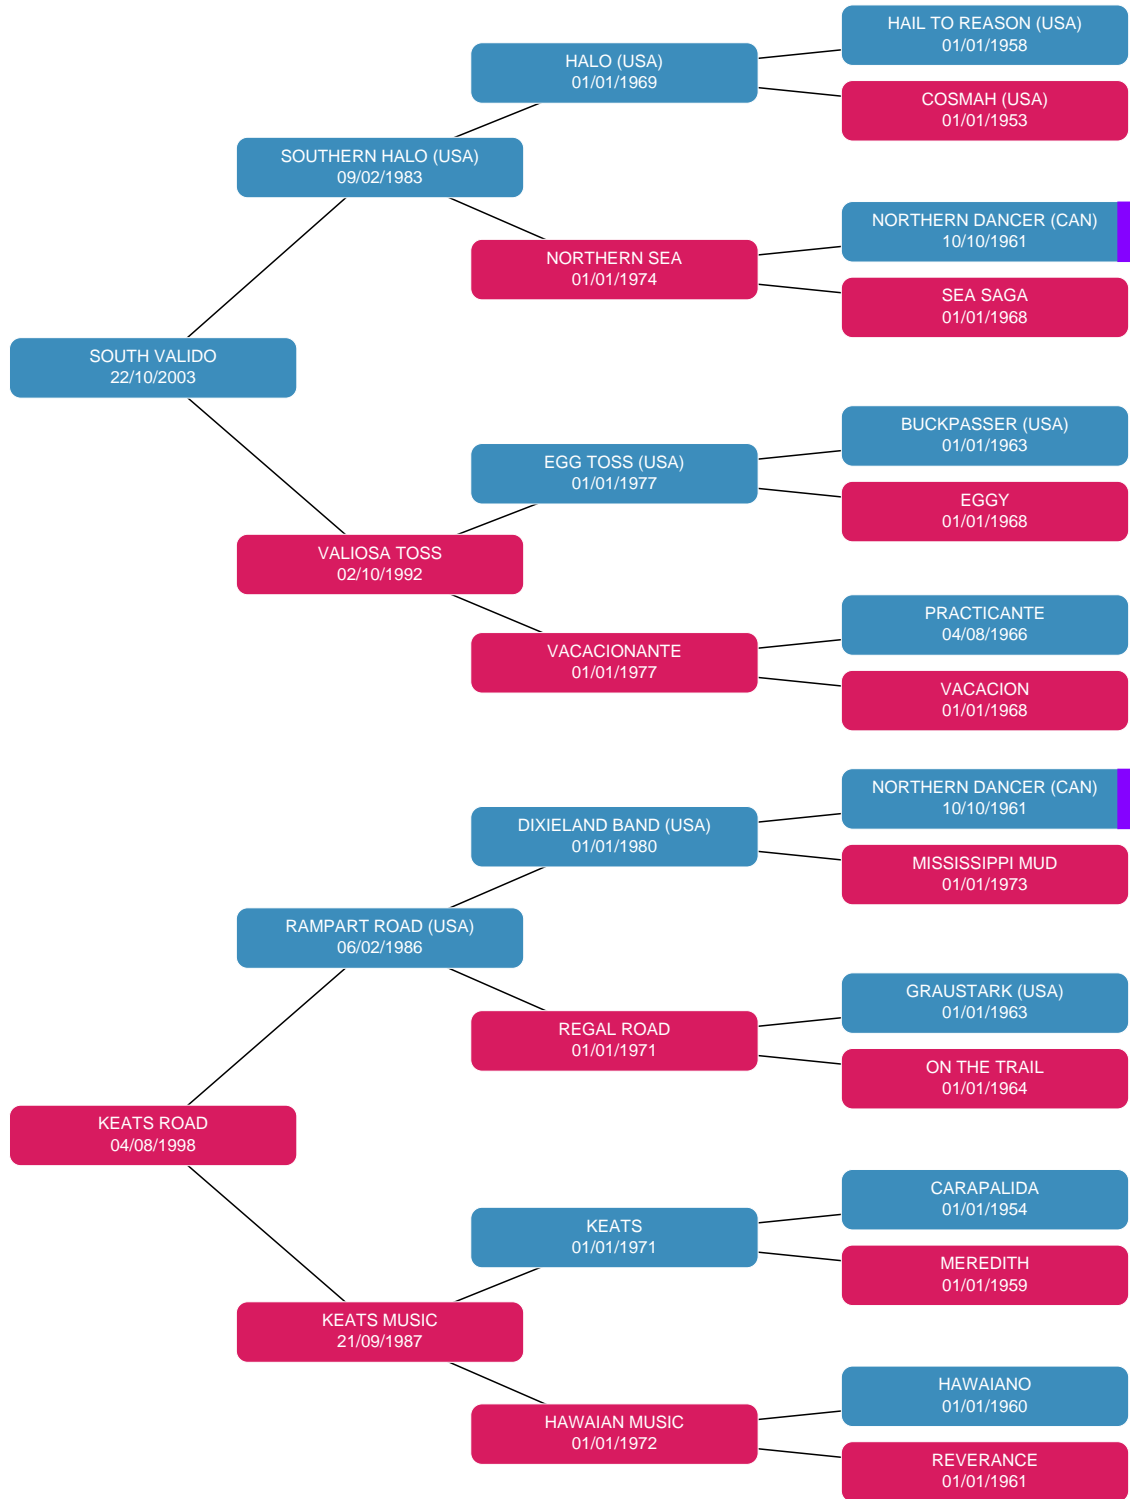 HAIL TO REASON (USA)
01/01/1958
HALO (USA)
01/01/1969
COSMAH (USA)
01/01/1953
SOUTHERN HALO (USA)
09/02/1983
NORTHERN DANCER (CAN)
10/10/1961
NORTHERN SEA
01/01/1974
SEA SAGA
01/01/1968
SOUTH VALIDO
22/10/2003
BUCKPASSER (USA)
01/01/1963
EGG TOSS (USA)
01/01/1977
EGGY
01/01/1968
VALIOSA TOSS
02/10/1992
PRACTICANTE
04/08/1966
VACACIONANTE
01/01/1977
VACACION
01/01/1968
NORTHERN DANCER (CAN)
10/10/1961
DIXIELAND BAND (USA)
01/01/1980
MISSISSIPPI MUD
01/01/1973
RAMPART ROAD (USA)
06/02/1986
GRAUSTARK (USA)
01/01/1963
REGAL ROAD
01/01/1971
ON THE TRAIL
01/01/1964
KEATS ROAD
04/08/1998
CARAPALIDA
01/01/1954
KEATS
01/01/1971
MEREDITH
01/01/1959
KEATS MUSIC
21/09/1987
HAWAIANO
01/01/1960
HAWAIAN MUSIC
01/01/1972
REVERANCE
01/01/1961